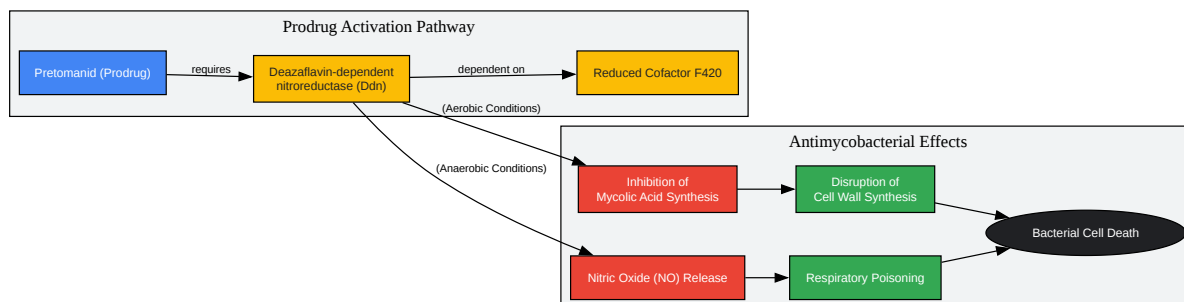 Prodrug Activation Pathway
Pretomanid (Prodrug)
requires
Deazaflavin-dependent
nitroreductase (Ddn)
dependent on
Reduced Cofactor F420
(Aerobic Conditions)
(Anaerobic Conditions)
Antimycobacterial Effects
Inhibition of
Mycolic Acid Synthesis
Disruption of
Cell Wall Synthesis
Bacterial Cell Death
Nitric Oxide (NO) Release
Respiratory Poisoning